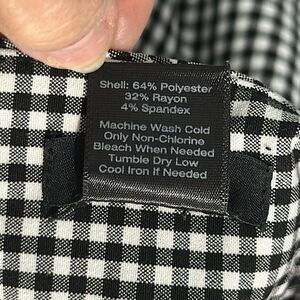 Shell: 64% Polyester
32% Rayon
4% Spandex
Machine Wash Cold
Only Non-Chlorine
Bleach When Needed
Tumble Dry Low
Cool Iron If Needed